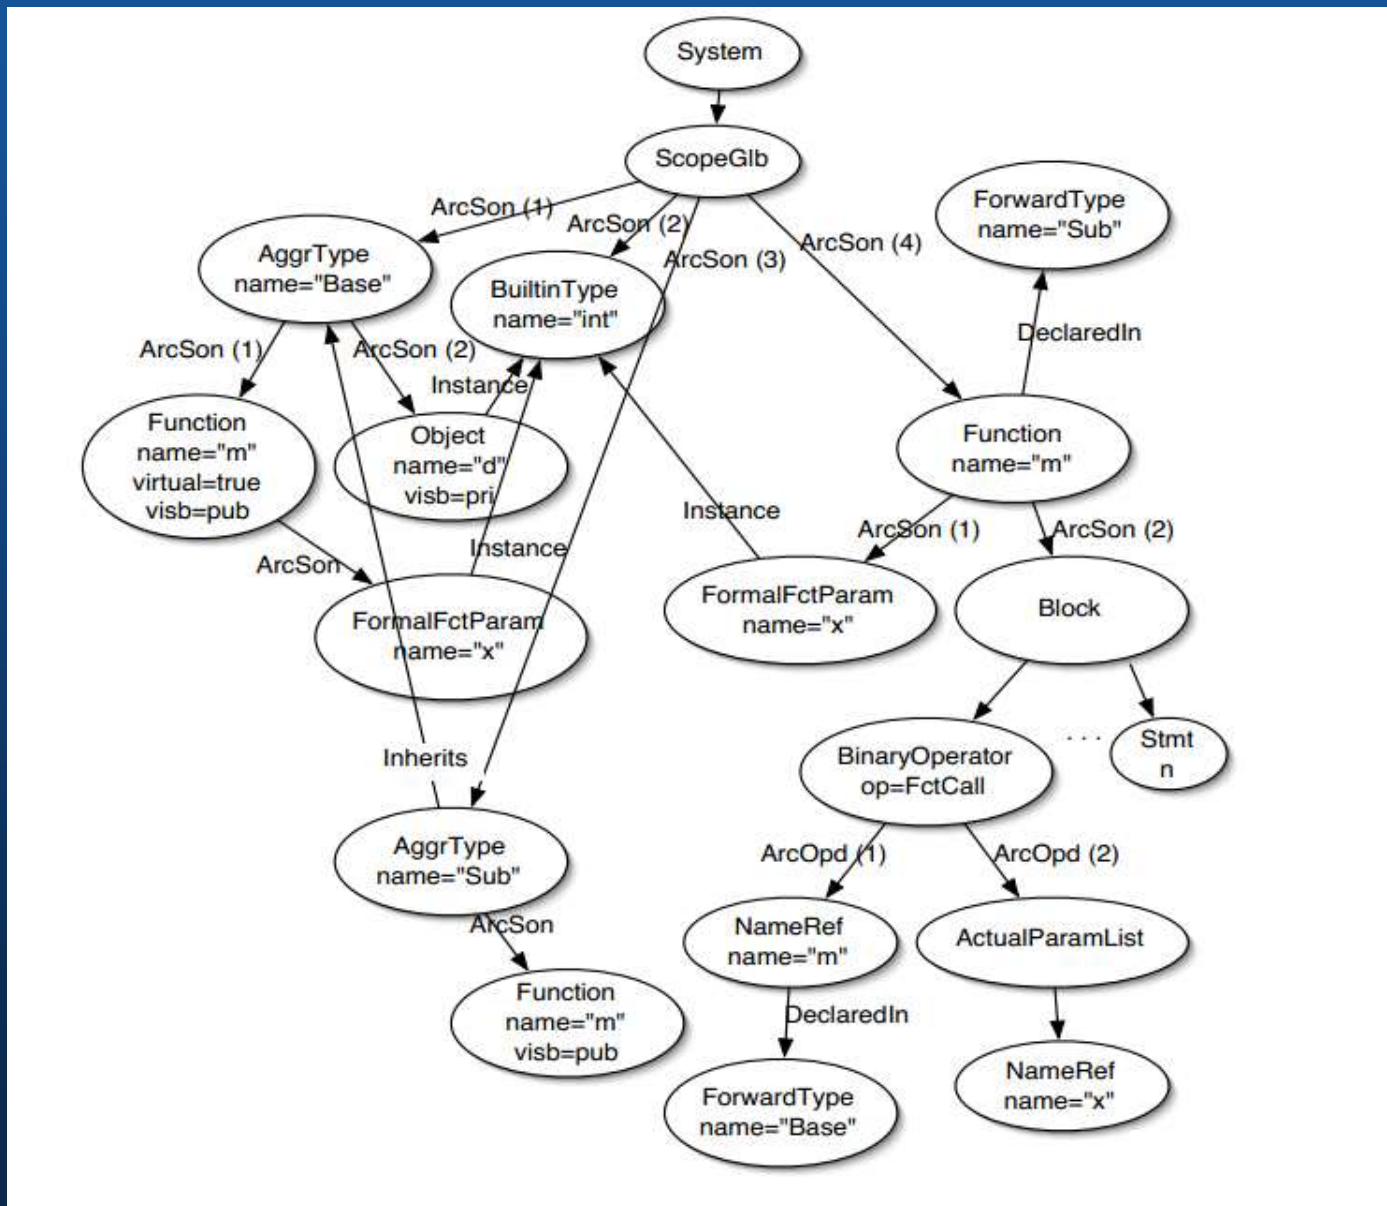 System
ScopeGlb
ForwardType
name="Sub"
ArcSon (1)
ArcSon (2)
ArcSon (3)
ArcSon (4)
AggrType
name="Base"
BuiltinType
name="int"
DeclaredIn
ArcSon (1)
ArcSon (2)
Instance
Function
name="m"
virtual=true
visb=pub
Object
name="d"
visb=pri
Function
name="m"
Instance
ArcSon (1)
ArcSon (2)
Instance
ArcSon
FormalFctParam
name="x"
FormalFctParam
name="x"
Block
Inherits
BinaryOperator
op=FctCall
. . .
Stmt
n
AggrType
name="Sub"
ArcOpd (1)
ArcOpd (2)
ArcSon
NameRef
name="m"
ActualParamList
Function
name="m"
visb=pub
DeclaredIn
ForwardType
name="Base"
NameRef
name="x"